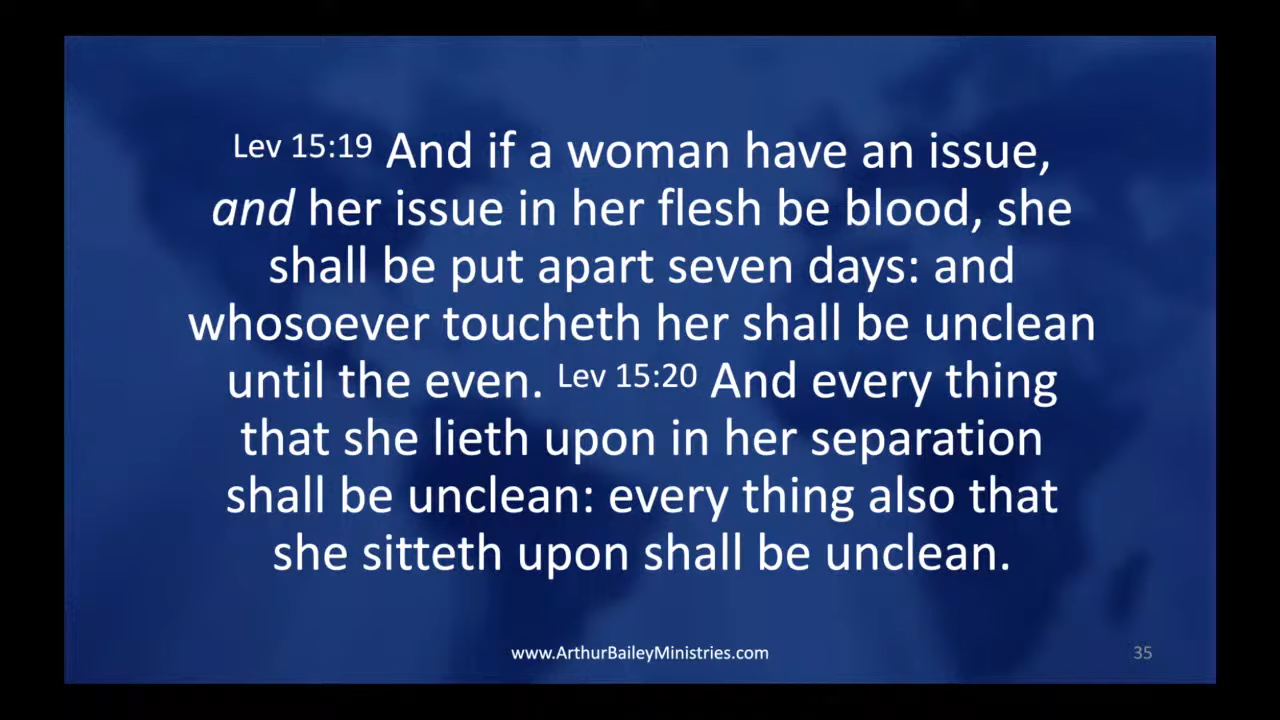 Lev 15:19 And if a woman have an issue,
and her issue in her flesh be blood, she
shall be put apart seven days: and
whosoever toucheth her shall be unclean
until the even. Lev 15:20 And every thing
that she lieth upon in her separation
shall be unclean: every thing also that
she sitteth upon shall be unclean.
www.ArthurBaileyMinistries.com
35